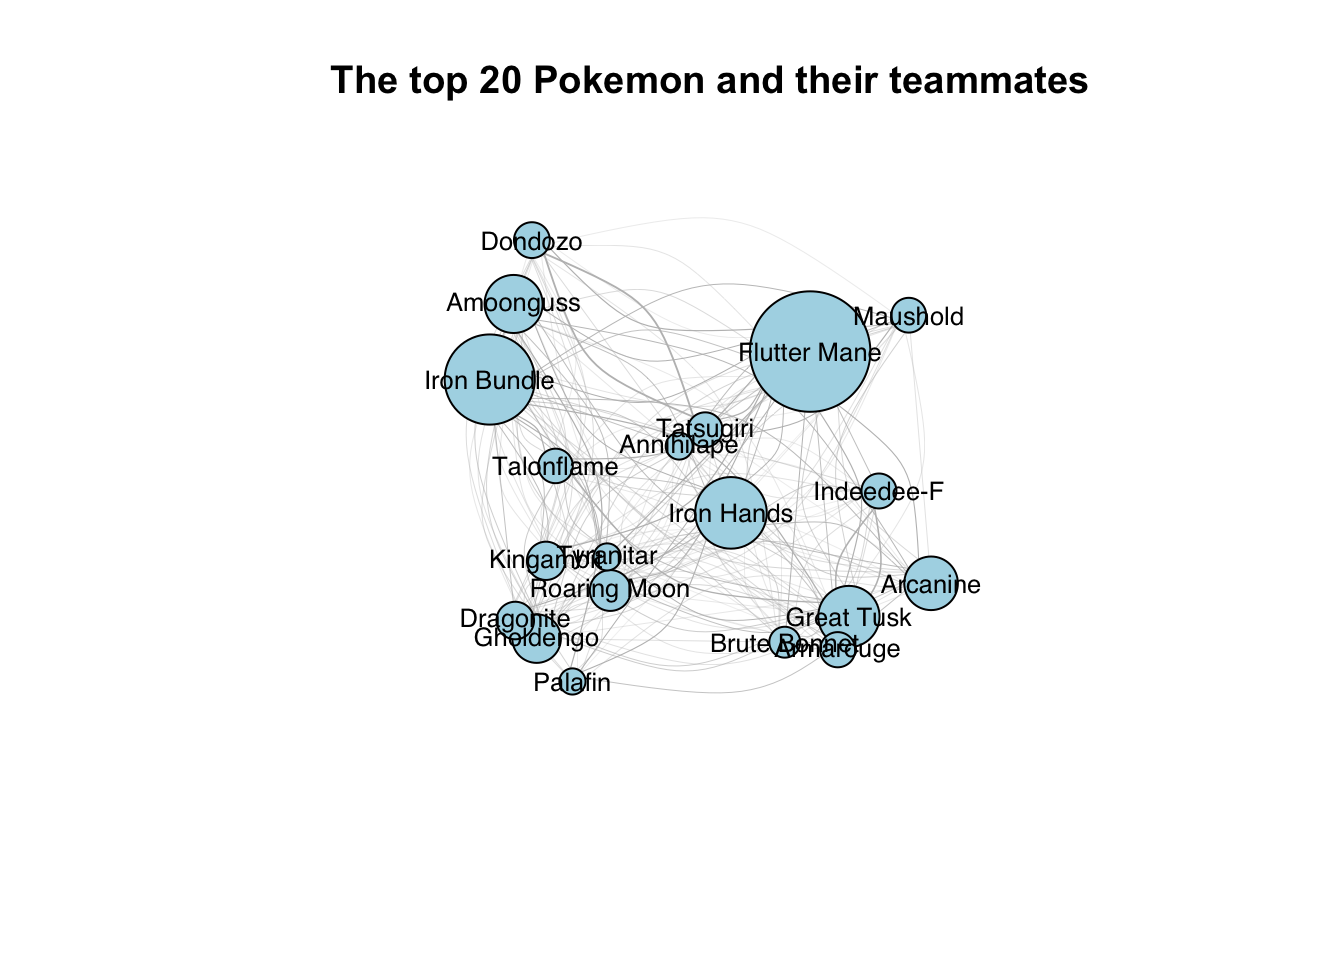 The top 20 Pokemon and their teammates
Dondozo
Amoonguss
Maushold
Flutter Mane
Iron Bundle
Tatsugiri
Annihilape
Talonflame
Indeedee-F
Iron Hands
Kingambit
Tyranitar
Roaring Moon
Arcanine
Dragonite
Great Tusk
Gholdengo
Brute Bonnet
Armarouge
Palafin